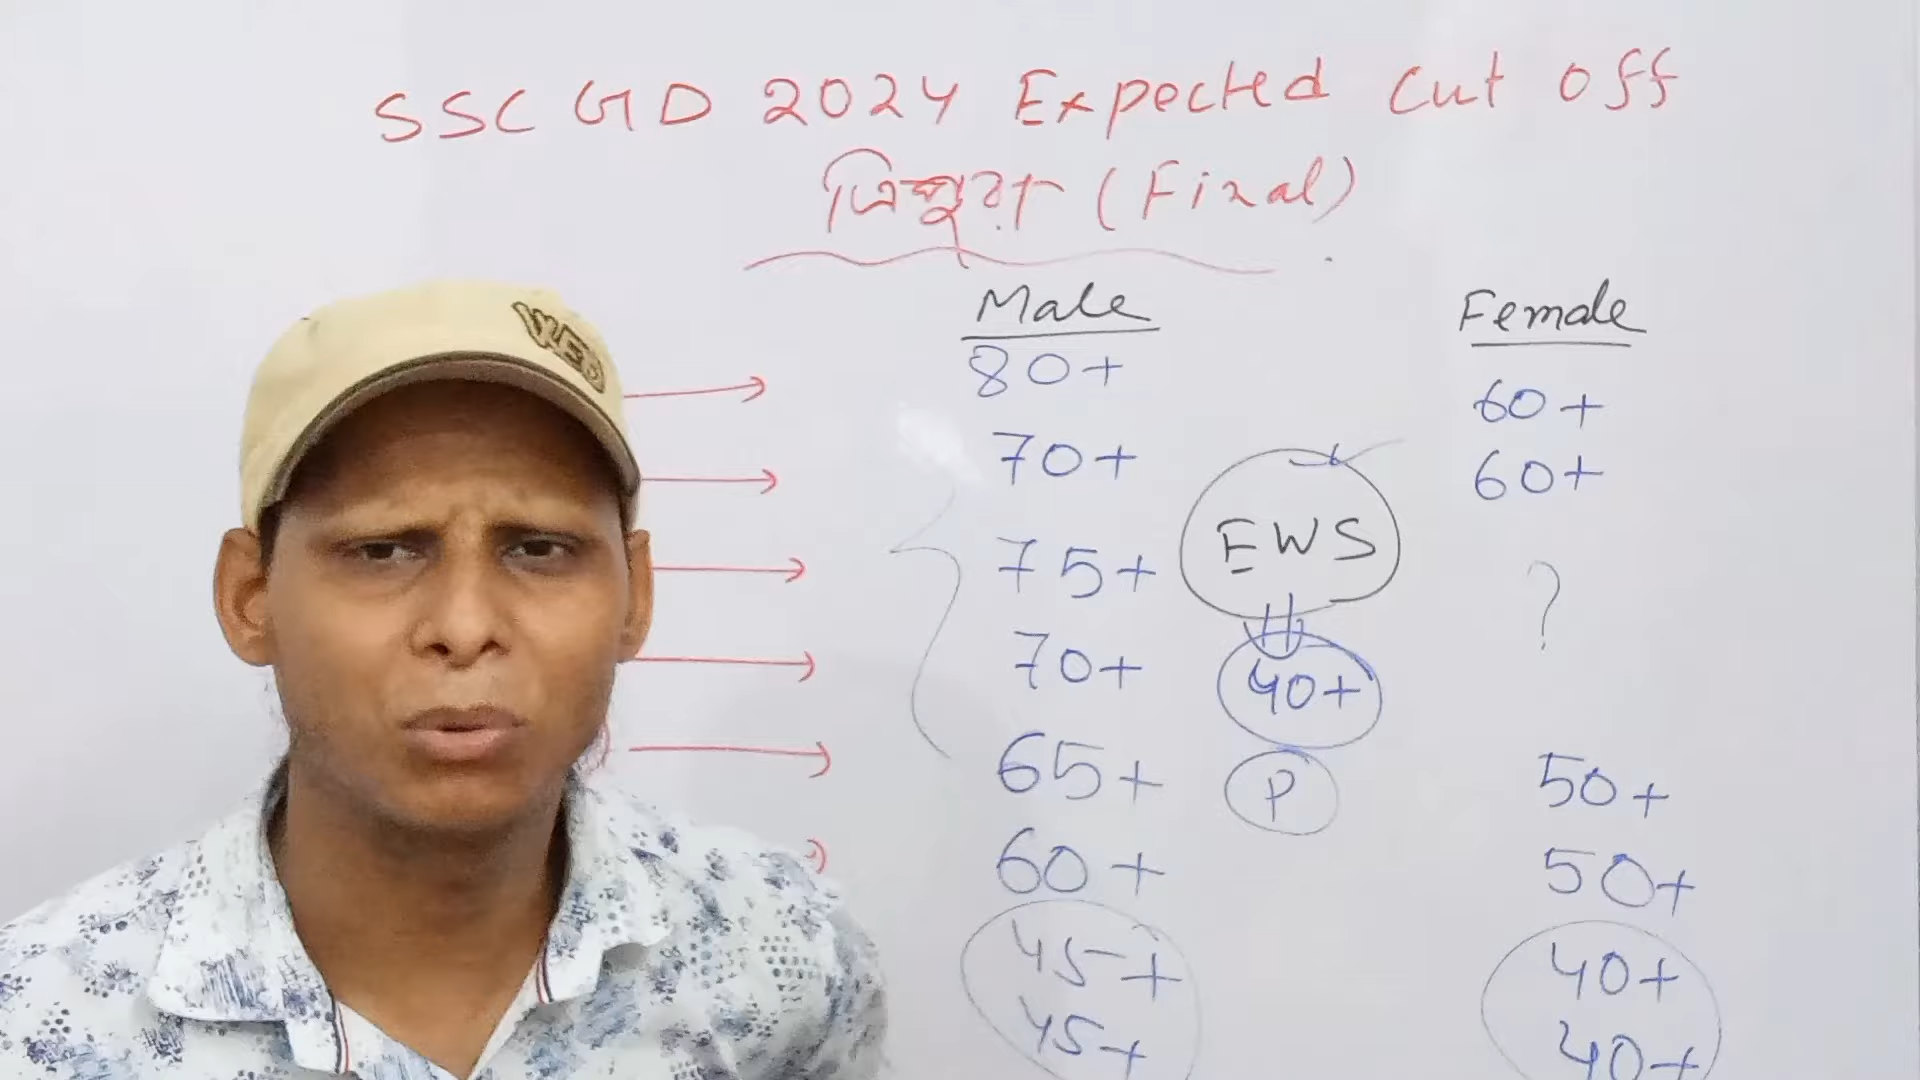 SSC GD 2024 Expected Cut Off
ত্রিপুরা (Final)
Male Female
80+ 60+
70+ 60+
75+ EWS ?
70+ 40+
65+ P 50+
60+ 50+
45+ 40+
45+ 40+